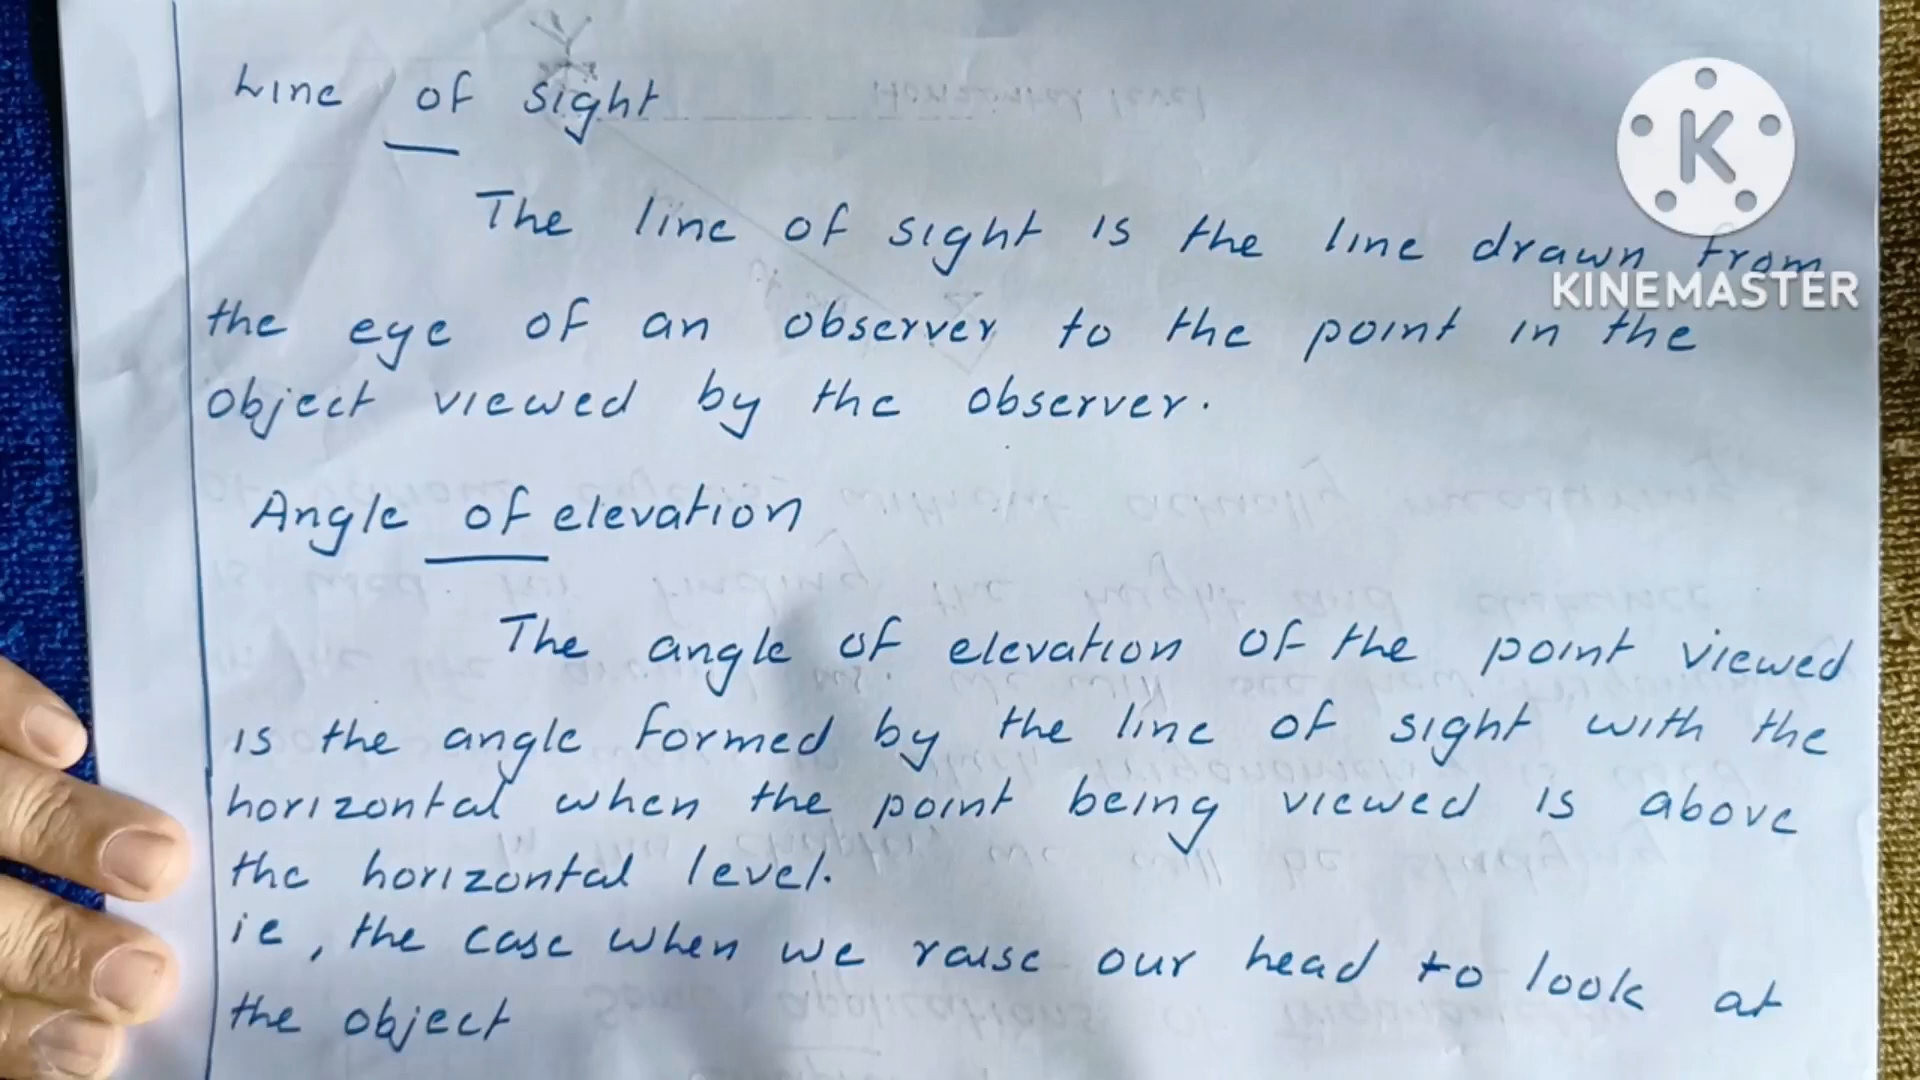 Line of sight
The line of sight is the line drawn from
the eye of an observer to the point in the
object viewed by the observer.
Angle of elevation
The angle of elevation of the point viewed
is the angle formed by the line of sight with the
horizontal when the point being viewed is above
the horizontal level.
ie, the case when we raise our head to look at
the object
K
KINEMASTER